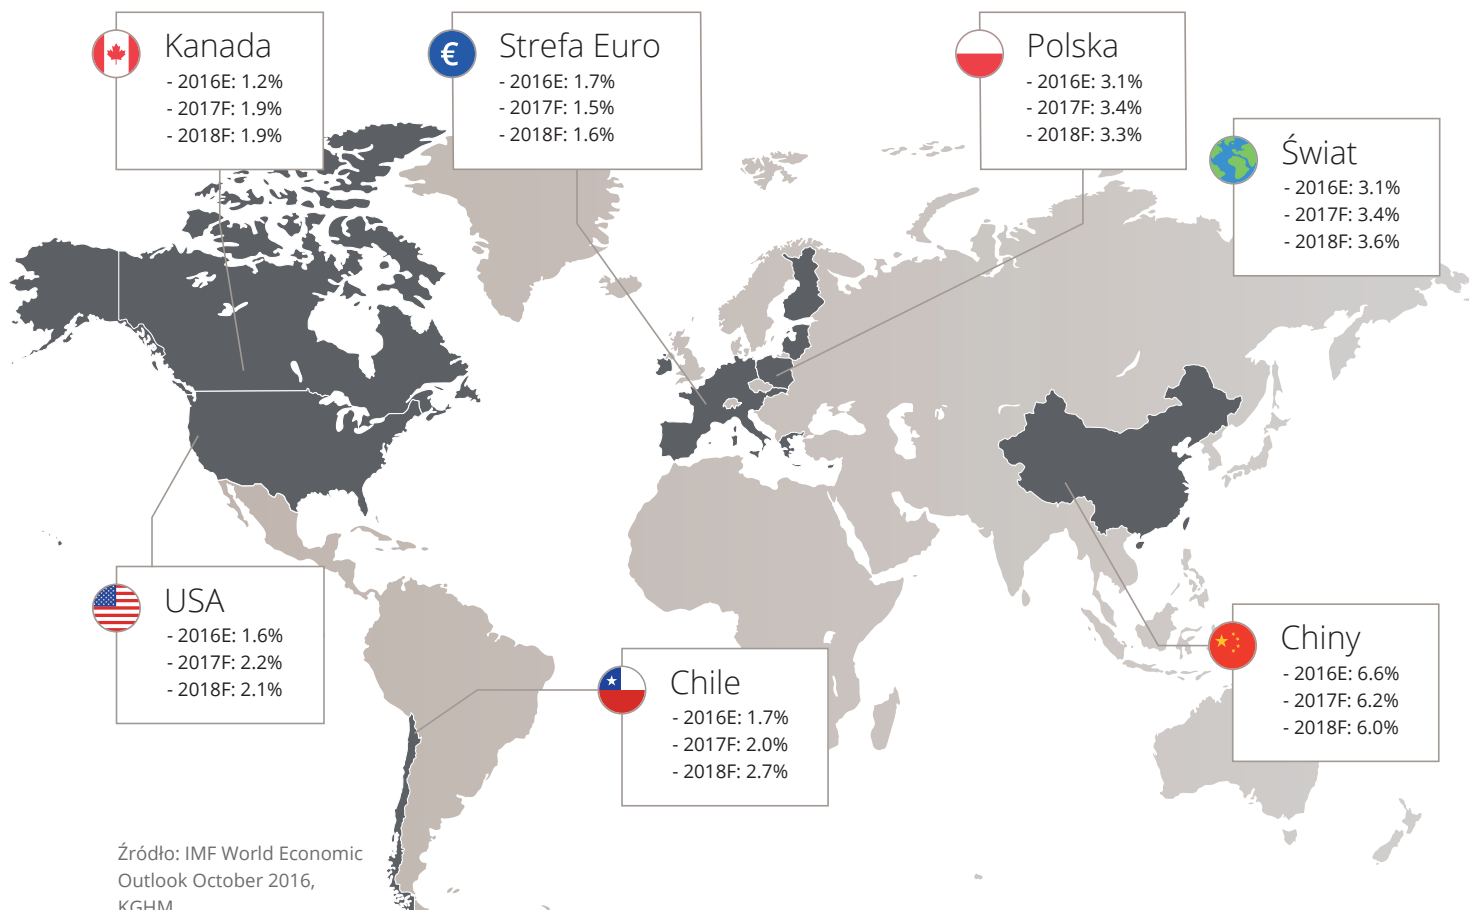 Kanada
- 2016E: 1.2%
- 2017F: 1.9%
- 2018F: 1.9%
€
Strefa Euro
- 2016E: 1.7%
- 2017F: 1.5%
- 2018F: 1.6%
Polska
- 2016E: 3.1%
- 2017F: 3.4%
- 2018F: 3.3%
Świat
- 2016E: 3.1%
- 2017F: 3.4%
- 2018F: 3.6%
USA
- 2016E: 1.6%
- 2017F: 2.2%
- 2018F: 2.1%
Chile
- 2016E: 1.7%
- 2017F: 2.0%
- 2018F: 2.7%
Chiny
- 2016E: 6.6%
- 2017F: 6.2%
- 2018F: 6.0%
Źródło: IMF World Economic
Outlook October 2016,
KGHM